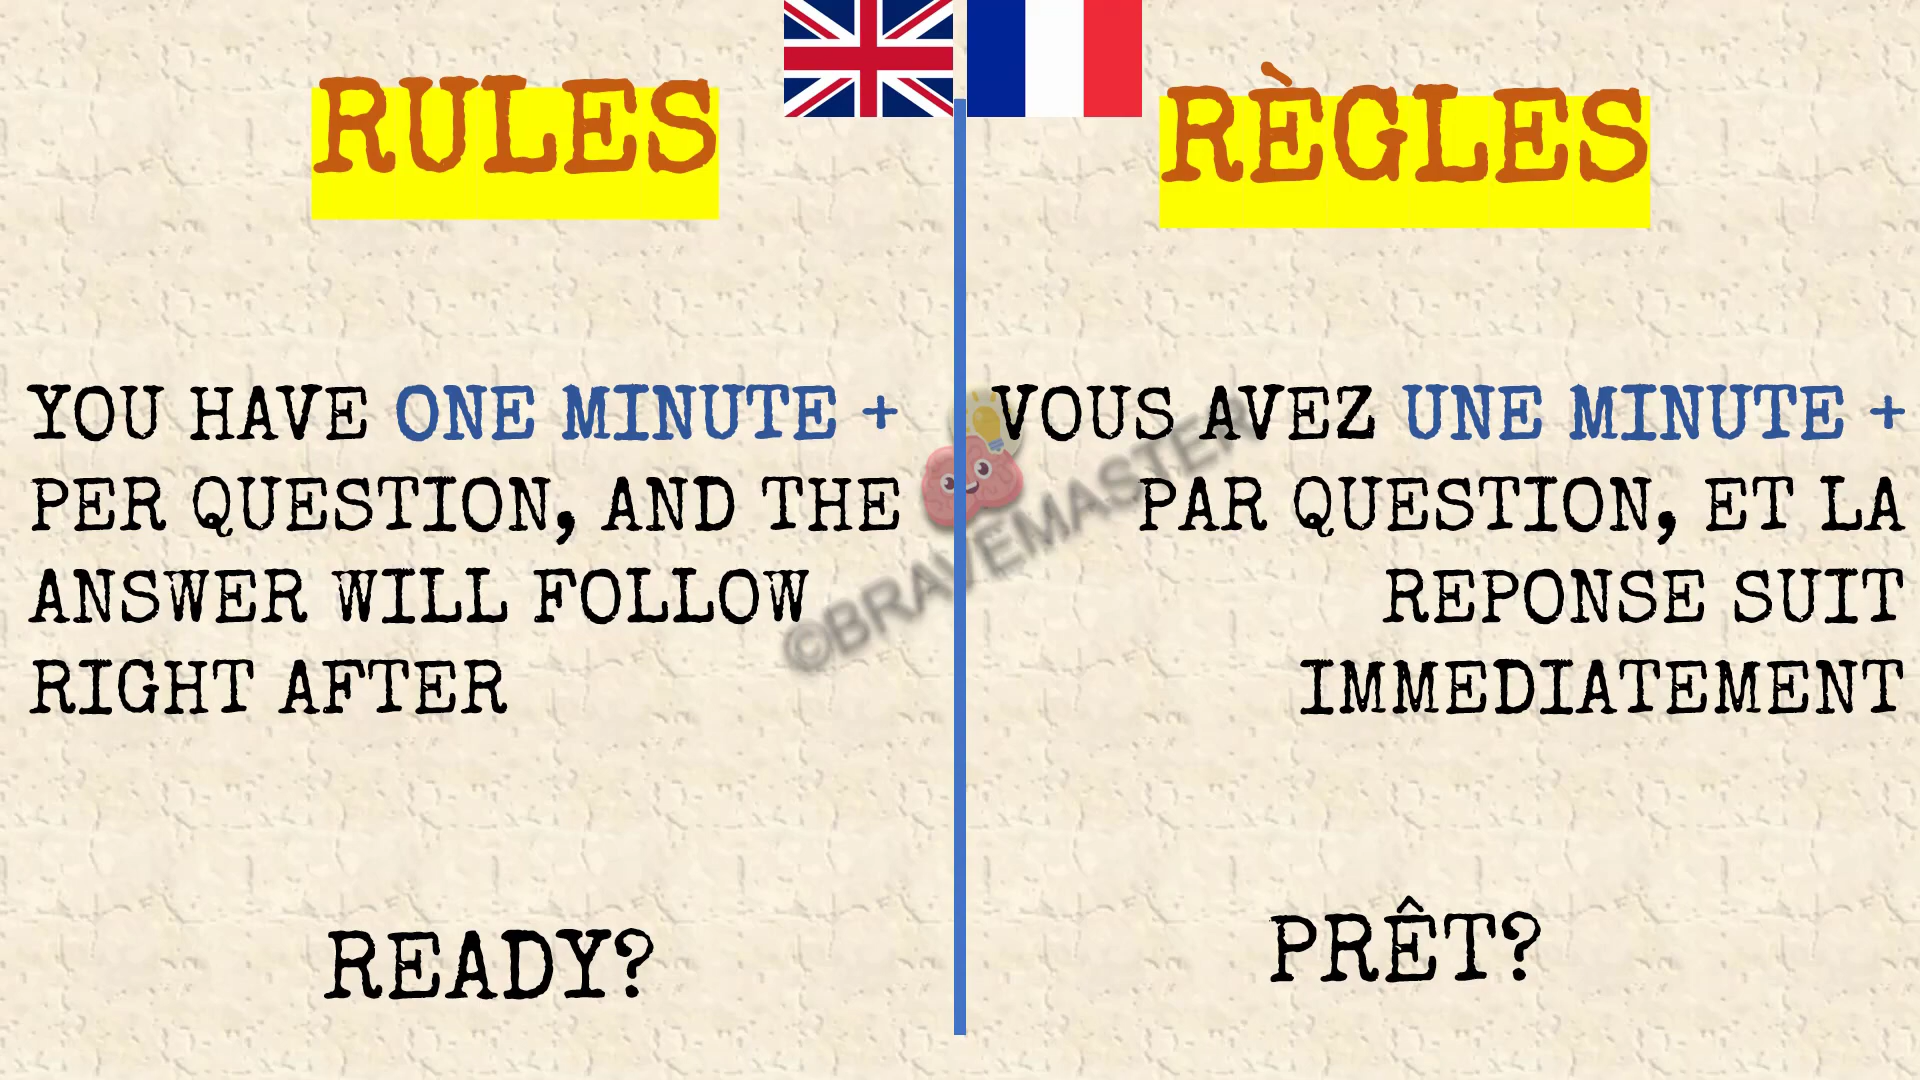 RULES
YOU HAVE ONE MINUTE +
PER QUESTION, AND THE
ANSWER WILL FOLLOW
RIGHT AFTER
READY?
RÈGLES
VOUS AVEZ UNE MINUTE +
PAR QUESTION, ET LA
REPONSE SUIT
IMMEDIATEMENT
PRÊT?
©BRAVEMASTER